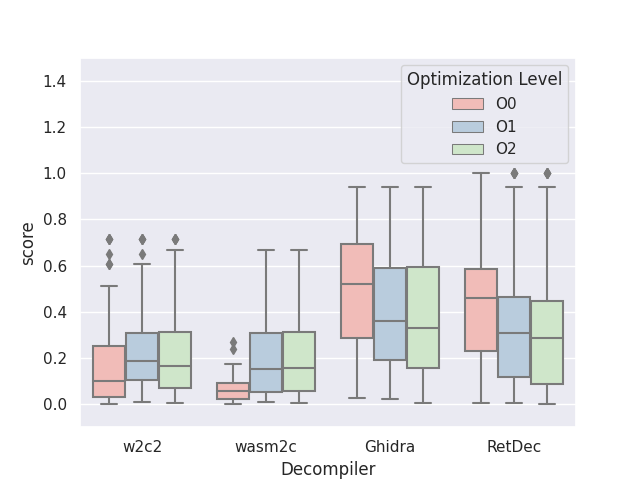 Optimization Level
O0
O1
O2
score
1.4
1.2
1.0
0.8
0.6
0.4
0.2
0.0
w2c2 wasm2c Ghidra RetDec
Decompiler